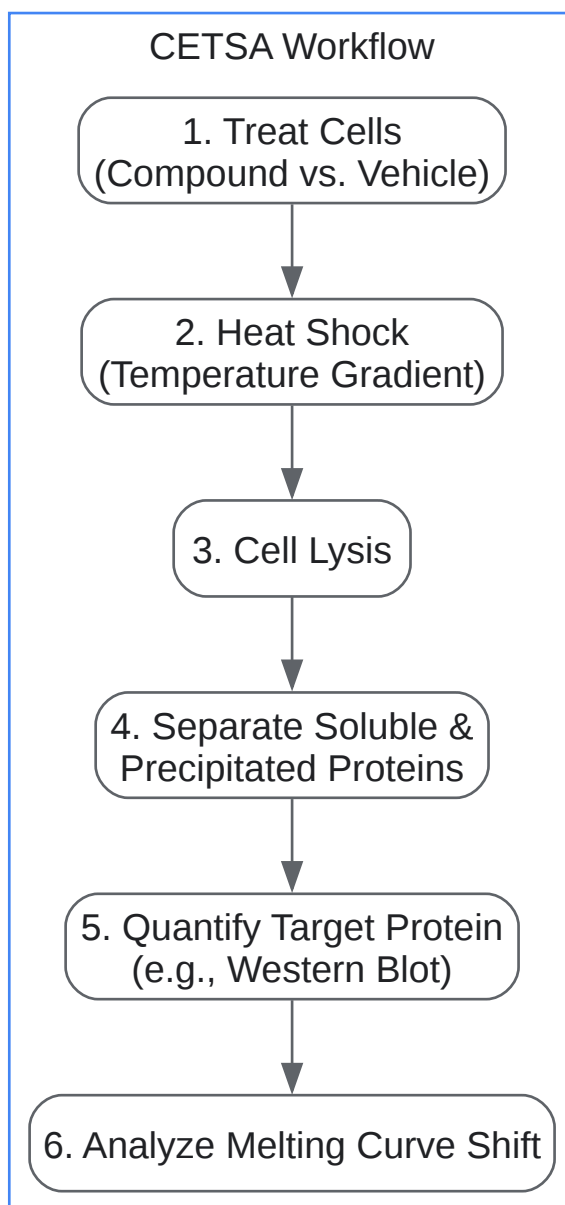 CETSA Workflow
1. Treat Cells
(Compound vs. Vehicle)
2. Heat Shock
(Temperature Gradient)
3. Cell Lysis
4. Separate Soluble &
Precipitated Proteins
5. Quantify Target Protein
(e.g., Western Blot)
6. Analyze Melting Curve Shift